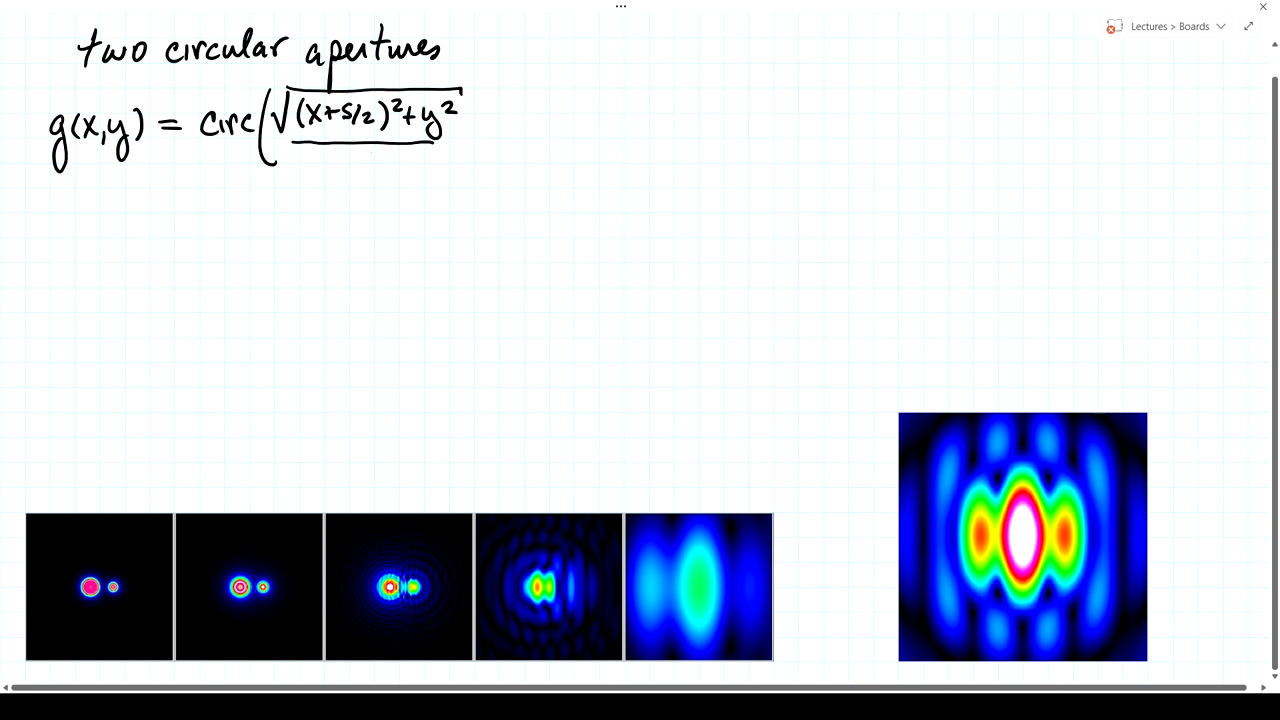 two circular apertures
g(x,y) = circ(√(x+s/2)²+y²
Lectures > Boards